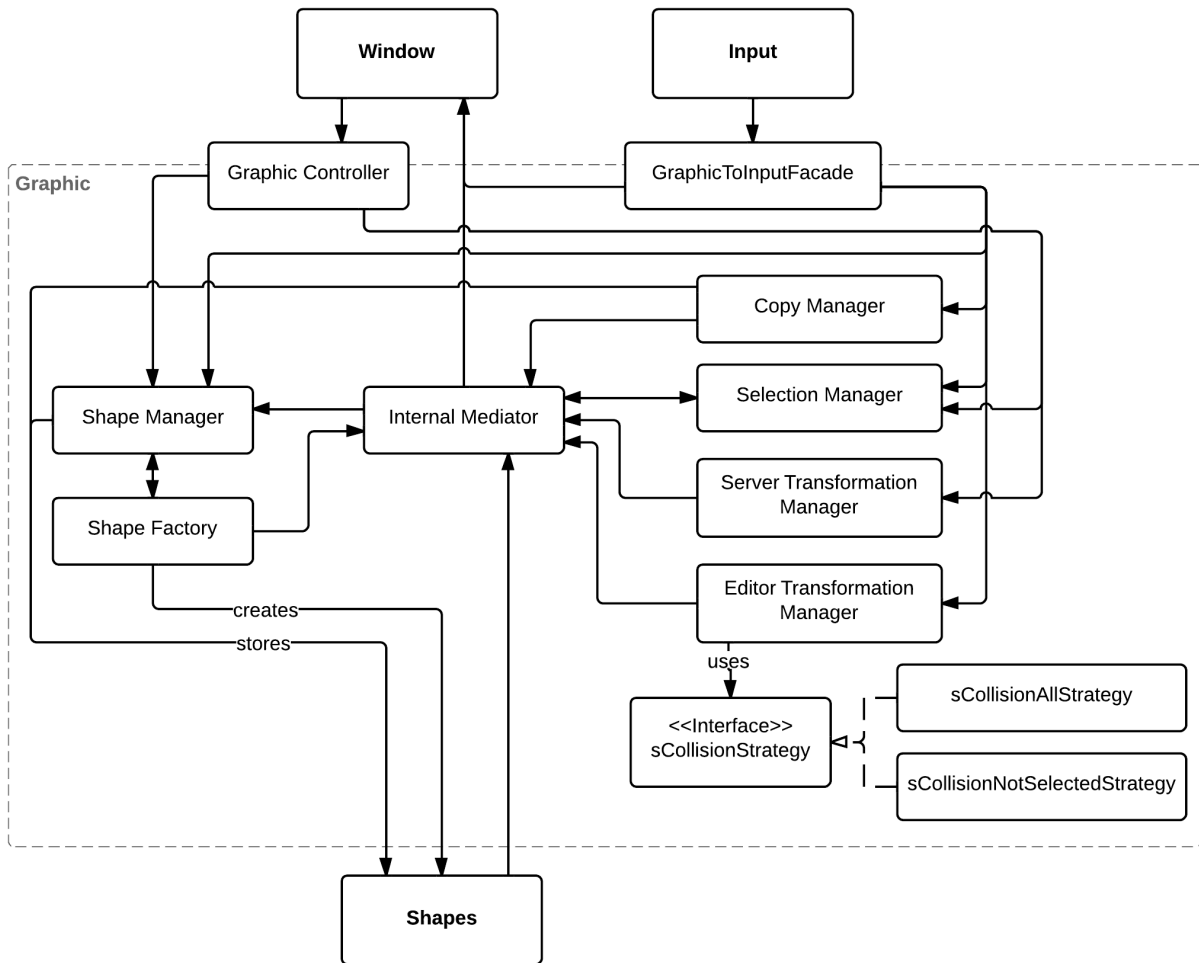 Window
Input
Graphic Controller
GraphicToInputFacade
Graphic
Copy Manager
Selection Manager
Shape Manager
Internal Mediator
Server Transformation
Manager
Shape Factory
Editor Transformation
Manager
creates
stores
uses
sCollisionAllStrategy
<<Interface>>
sCollisionStrategy
sCollisionNotSelectedStrategy
Shapes